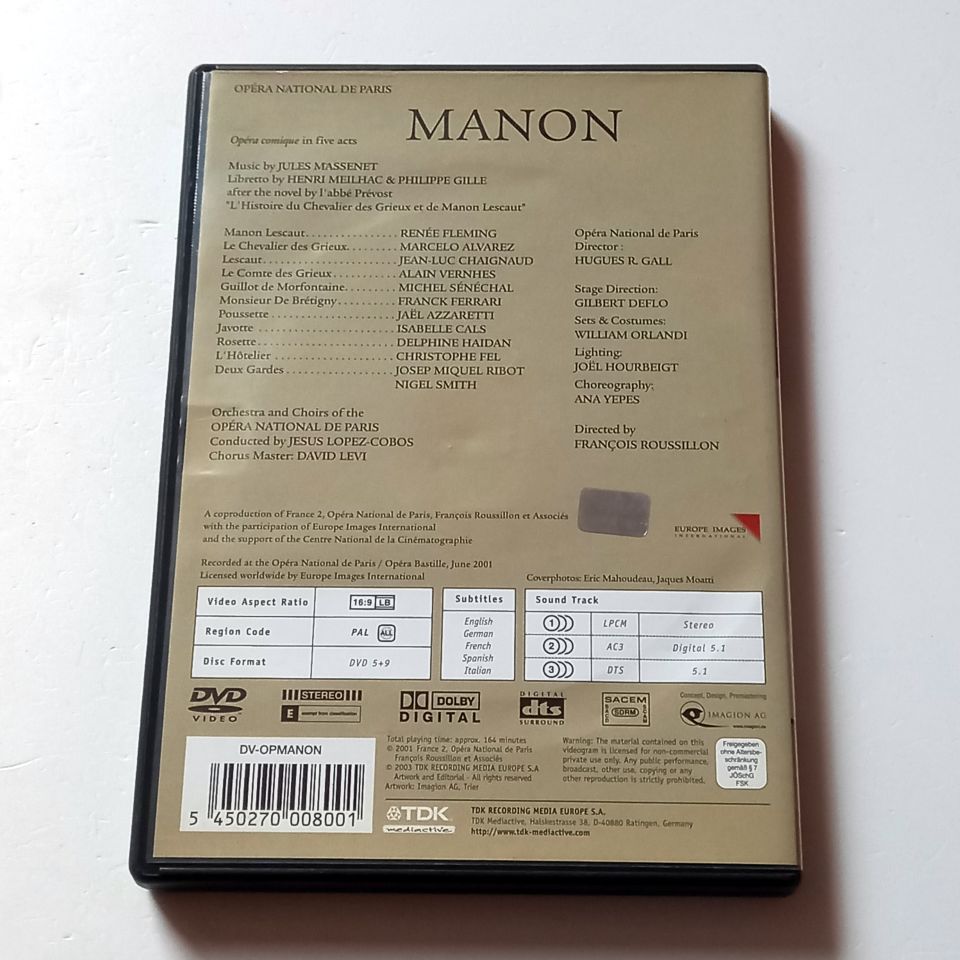 OPÉRA NATIONAL DE PARIS
MANON
Opéra comique in five acts
Music by JULES MASSENET
Libretto by HENRI MEILHAC & PHILIPPE GILLE
after the novel by l'abbé Prévost
"L'Histoire du Chevalier des Grieux et de Manon Lescaut"
Manon Lescaut. . . . . . . . . . . . . . . RENÉE FLEMING
Le Chevalier des Grieux. . . . . . . . MARCELO ALVAREZ
Lescaut. . . . . . . . . . . . . . . . . . . . . . JEAN-LUC CHAIGNAUD
Le Comte des Grieux . . . . . . . . . . ALAIN VERNHES
Guillot de Morfontaine. . . . . . . . . MICHEL SÉNÉCHAL
Monsieur De Brétigny. . . . . . . . . . FRANCK FERRARI
Poussette . . . . . . . . . . . . . . . . . . . . JAËL AZZARETTI
Javotte . . . . . . . . . . . . . . . . . . . . . . ISABELLE CALS
Rosette. . . . . . . . . . . . . . . . . . . . . . DELPHINE HAIDAN
L'Hôtelier . . . . . . . . . . . . . . . . . . . CHRISTOPHE FEL
Deux Gardes . . . . . . . . . . . . . . . . . JOSEP MIQUEL RIBOT
NIGEL SMITH
Orchestra and Choirs of the
OPÉRA NATIONAL DE PARIS
Conducted by JESUS LOPEZ-COBOS
Chorus Master: DAVID LEVI
Opéra National de Paris
Director :
HUGUES R. GALL
Stage Direction:
GILBERT DEFLO
Sets & Costumes:
WILLIAM ORLANDI
Lighting:
JOËL HOURBEIGT
Choreography:
ANA YEPES
Directed by
FRANÇOIS ROUSSILLON
A coproduction of France 2, Opéra National de Paris, François Roussillon et Associés
with the participation of Europe Images International
and the support of the Centre National de la Cinématographie
EUROPE IMAGES
INTERNATIONAL
Recorded at the Opéra National de Paris / Opéra Bastille, June 2001
Licensed worldwide by Europe Images International
Coverphotos: Eric Mahoudeau, Jaques Moatti
Video Aspect Ratio 16:9 LB
Region Code PAL ALL
Disc Format DVD 5+9
Subtitles
English
German
French
Spanish
Italian
Sound Track
1 LPCM Stereo
2 AC3 Digital 5.1
3 DTS 5.1
DVD
VIDEO
STEREO
E exempt from classification
DOLBY
DIGITAL
DIGITAL
dts
SURROUND
SACEM
SDRM
Concept, Design, Premastering
IMAGION AG
www.imagion.de
DV-OPMANON
5 450270 008001
Total playing time: approx. 164 minutes
© 2001 France 2, Opéra National de Paris
François Roussillon et Associés
© 2003 TDK RECORDING MEDIA EUROPE S.A
Artwork and Editorial - All rights reserved
Artwork: Imagion AG, Trier
Warning: The material contained on this
videogram is licensed for non-commercial
private use only. Any public performance,
broadcast, other use, copying or any
other reproduction is strictly prohibited.
Freigegeben
ohne Altersbe-
schränkung
gemäß § 7
JÖSchG
FSK
TDK
mediactive
TDK RECORDING MEDIA EUROPE S.A,
TDK Mediactive, Halskestrasse 38, D-40880 Ratingen, Germany
http://www.tdk-mediactive.com